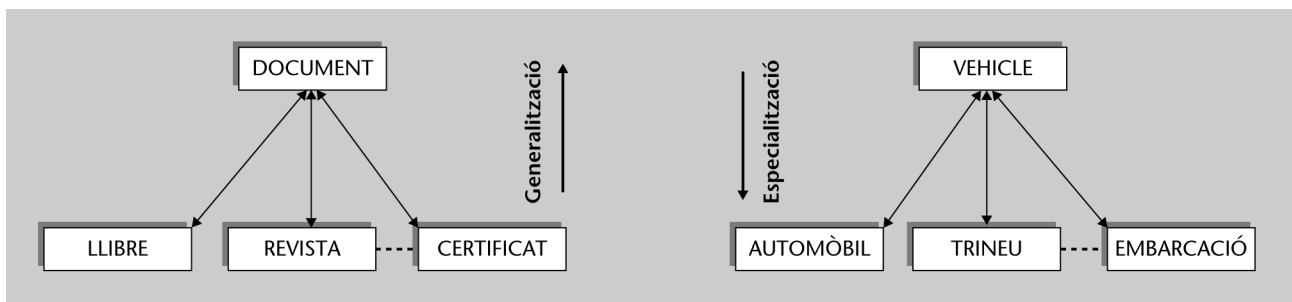 DOCUMENT
Generalització
Especialització
VEHICLE
LLIBRE
REVISTA
CERTIFICAT
AUTOMÒBIL
TRINEU
EMBARCACIÓ